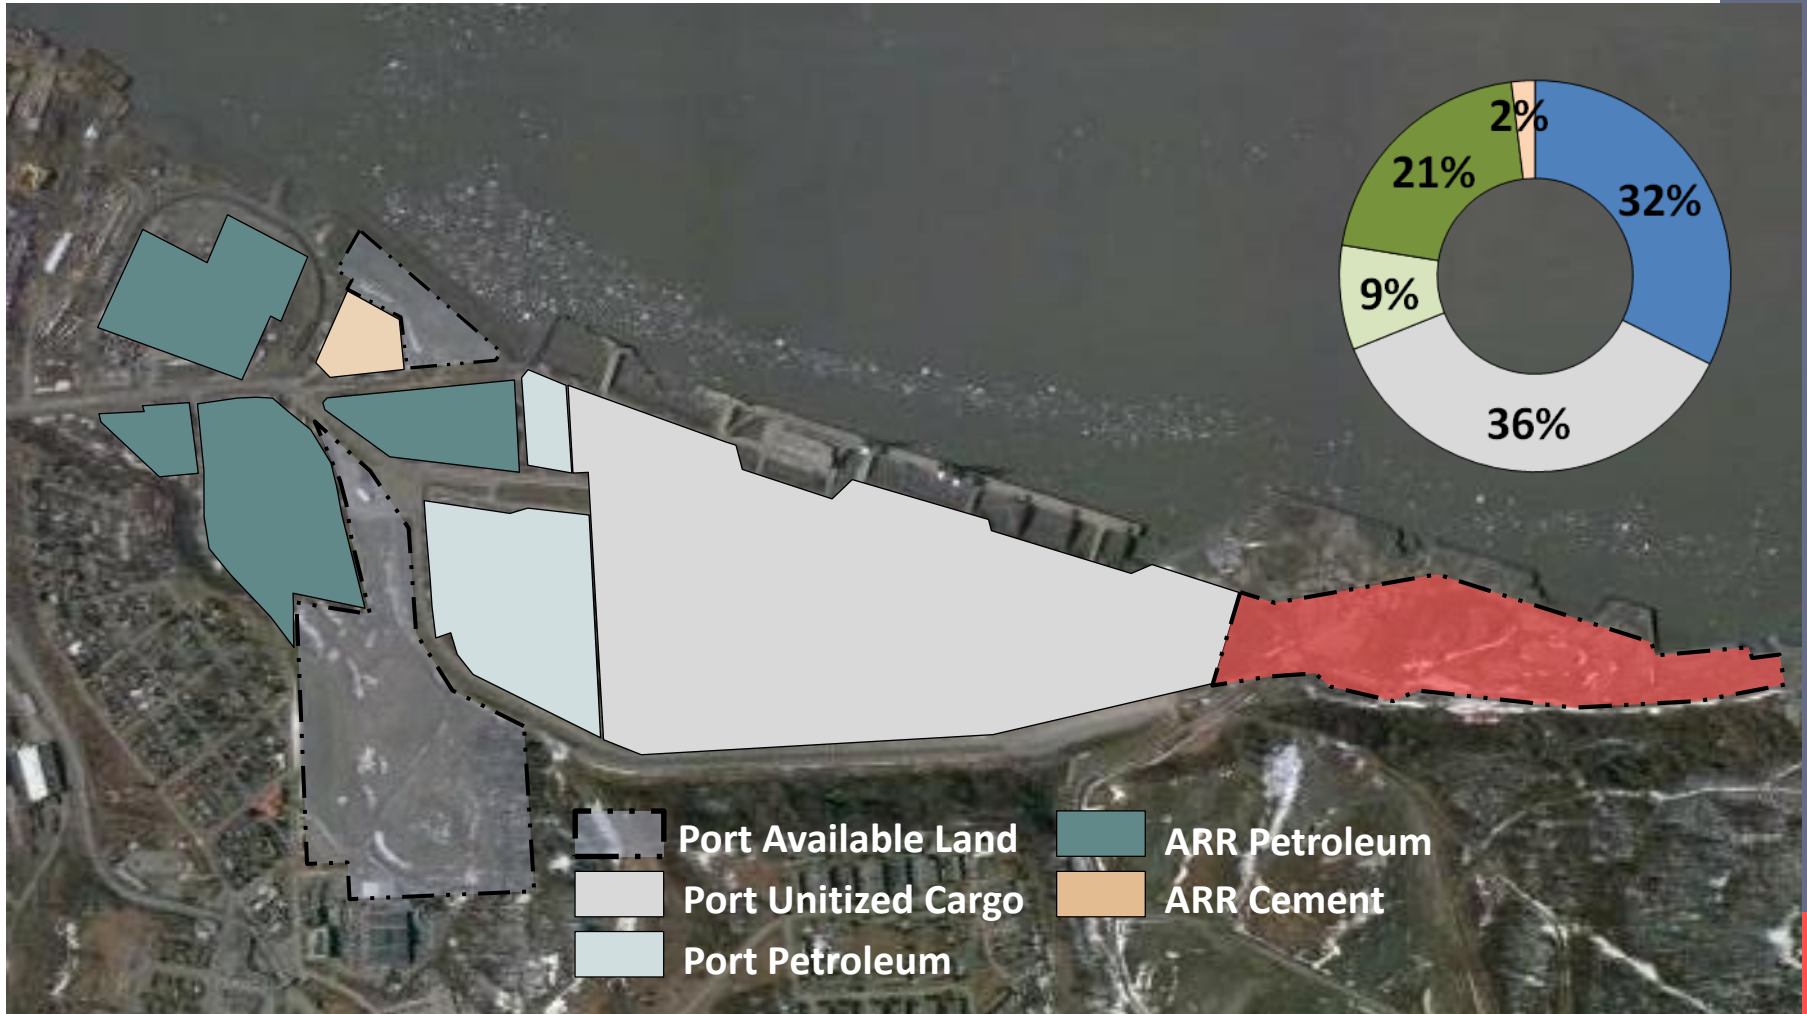 2%
21%
32%
9%
36%
Port Available Land
ARR Petroleum
Port Unitized Cargo
ARR Cement
Port Petroleum